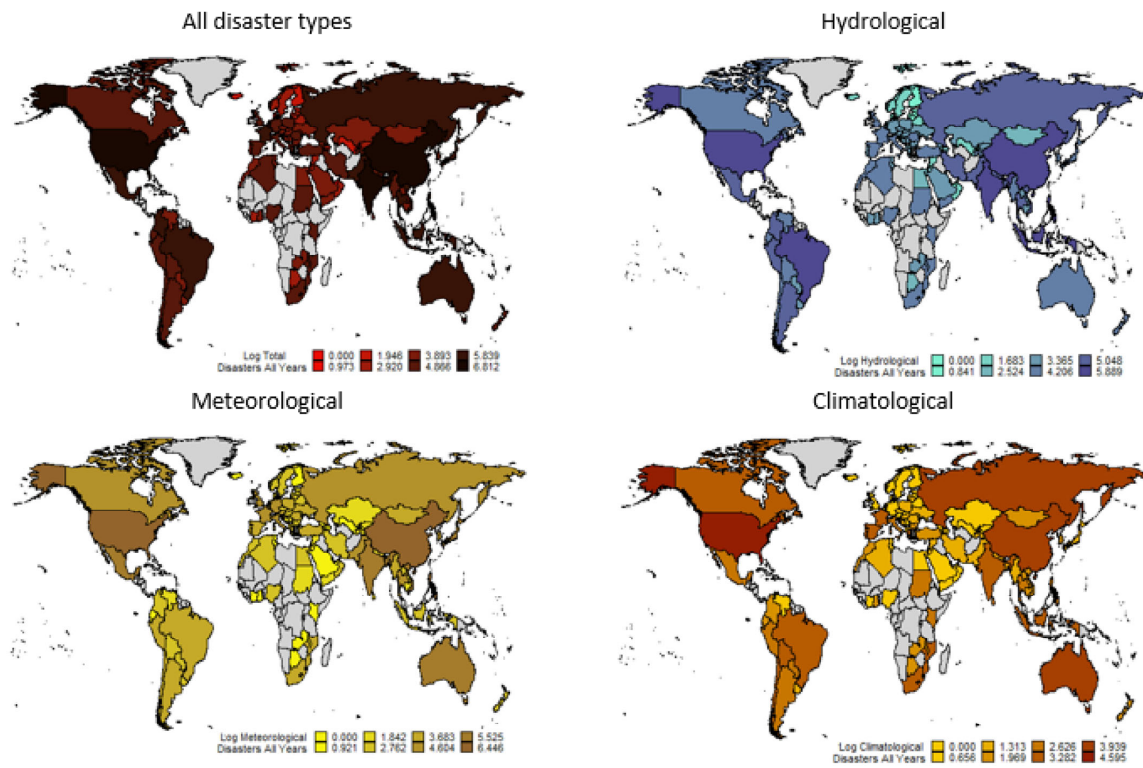 All disaster types
Hydrological
Log Total 0.000 1.946 3.893 5.839
Disasters All Years 0.973 2.920 4.866 6.812
Log Hydrological 0.000 1.683 3.365 5.048
Disasters All Years 0.841 2.524 4.206 5.889
Meteorological
Climatological
Log Meteorological 0.000 1.842 3.683 5.525
Disasters All Years 0.921 2.762 4.604 6.446
Log Climatological 0.000 1.313 2.626 3.939
Disasters All Years 0.656 1.969 3.282 4.595